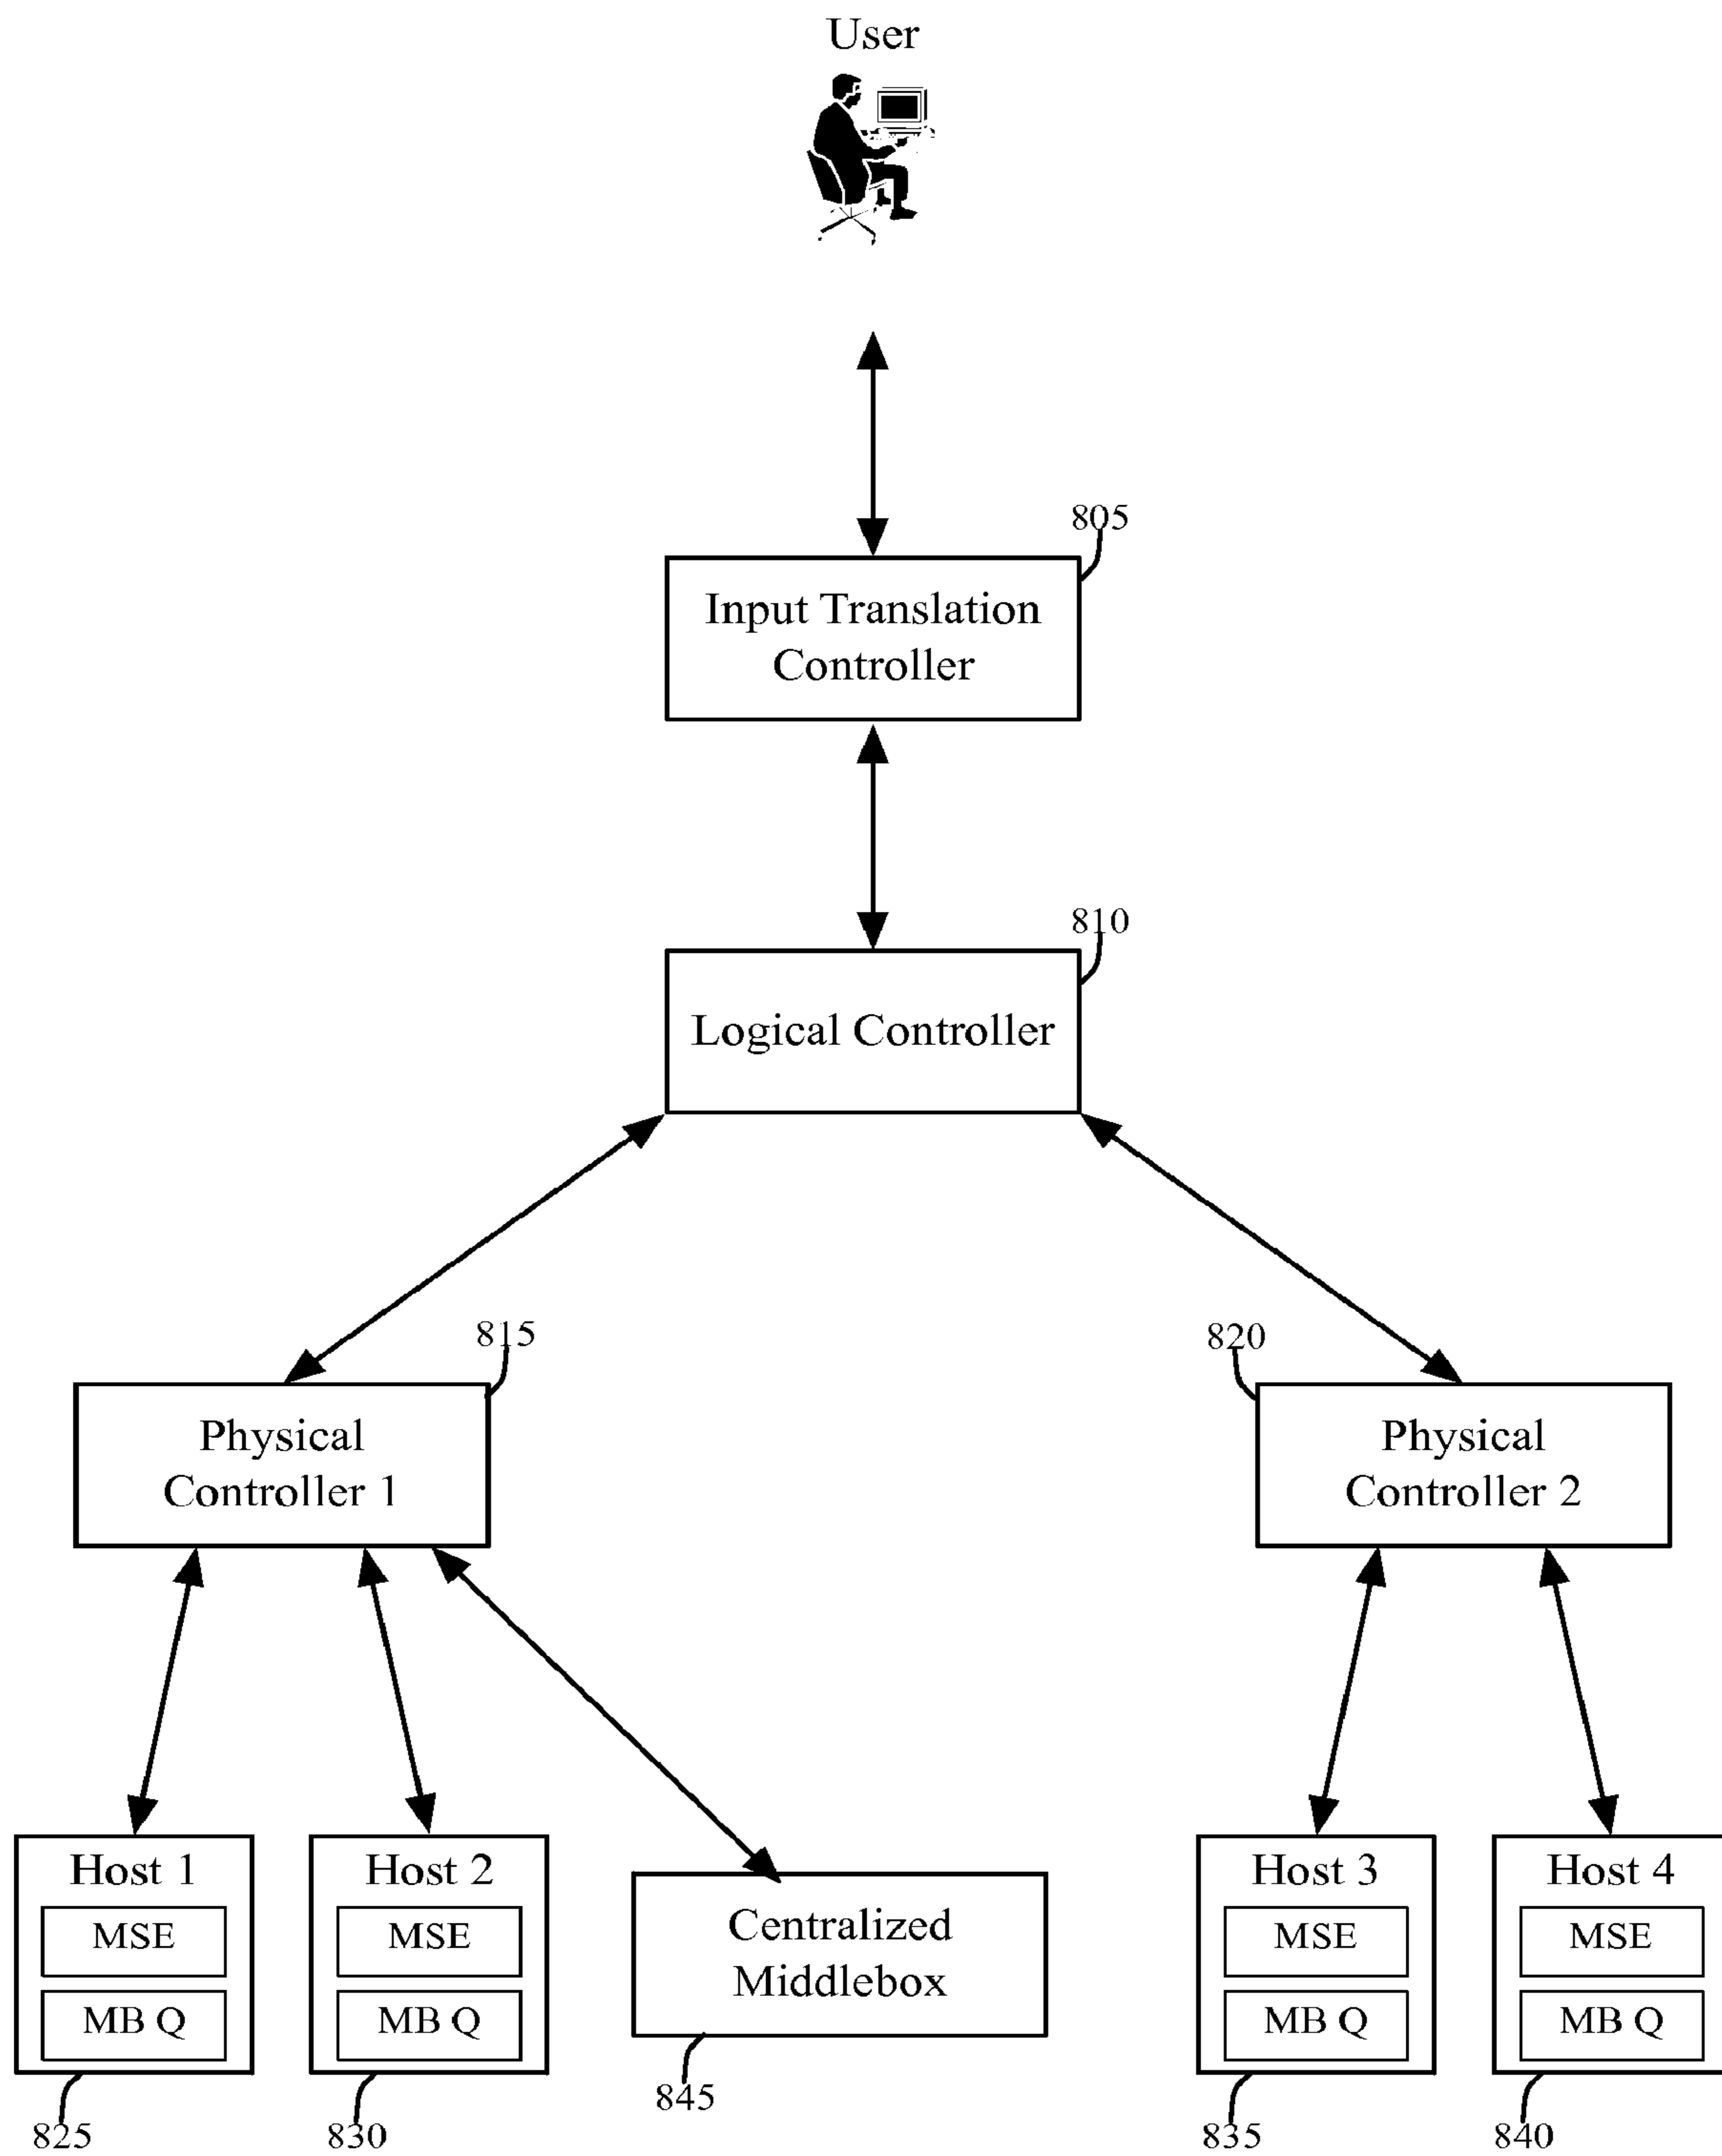 User
805
Input Translation
Controller
810
Logical Controller
815
820
Physical
Controller 1
Physical
Controller 2
Host 1
MSE
MB Q
Host 2
MSE
MB Q
Centralized
Middlebox
Host 3
MSE
MB Q
Host 4
MSE
MB Q
825
830
845
835
840